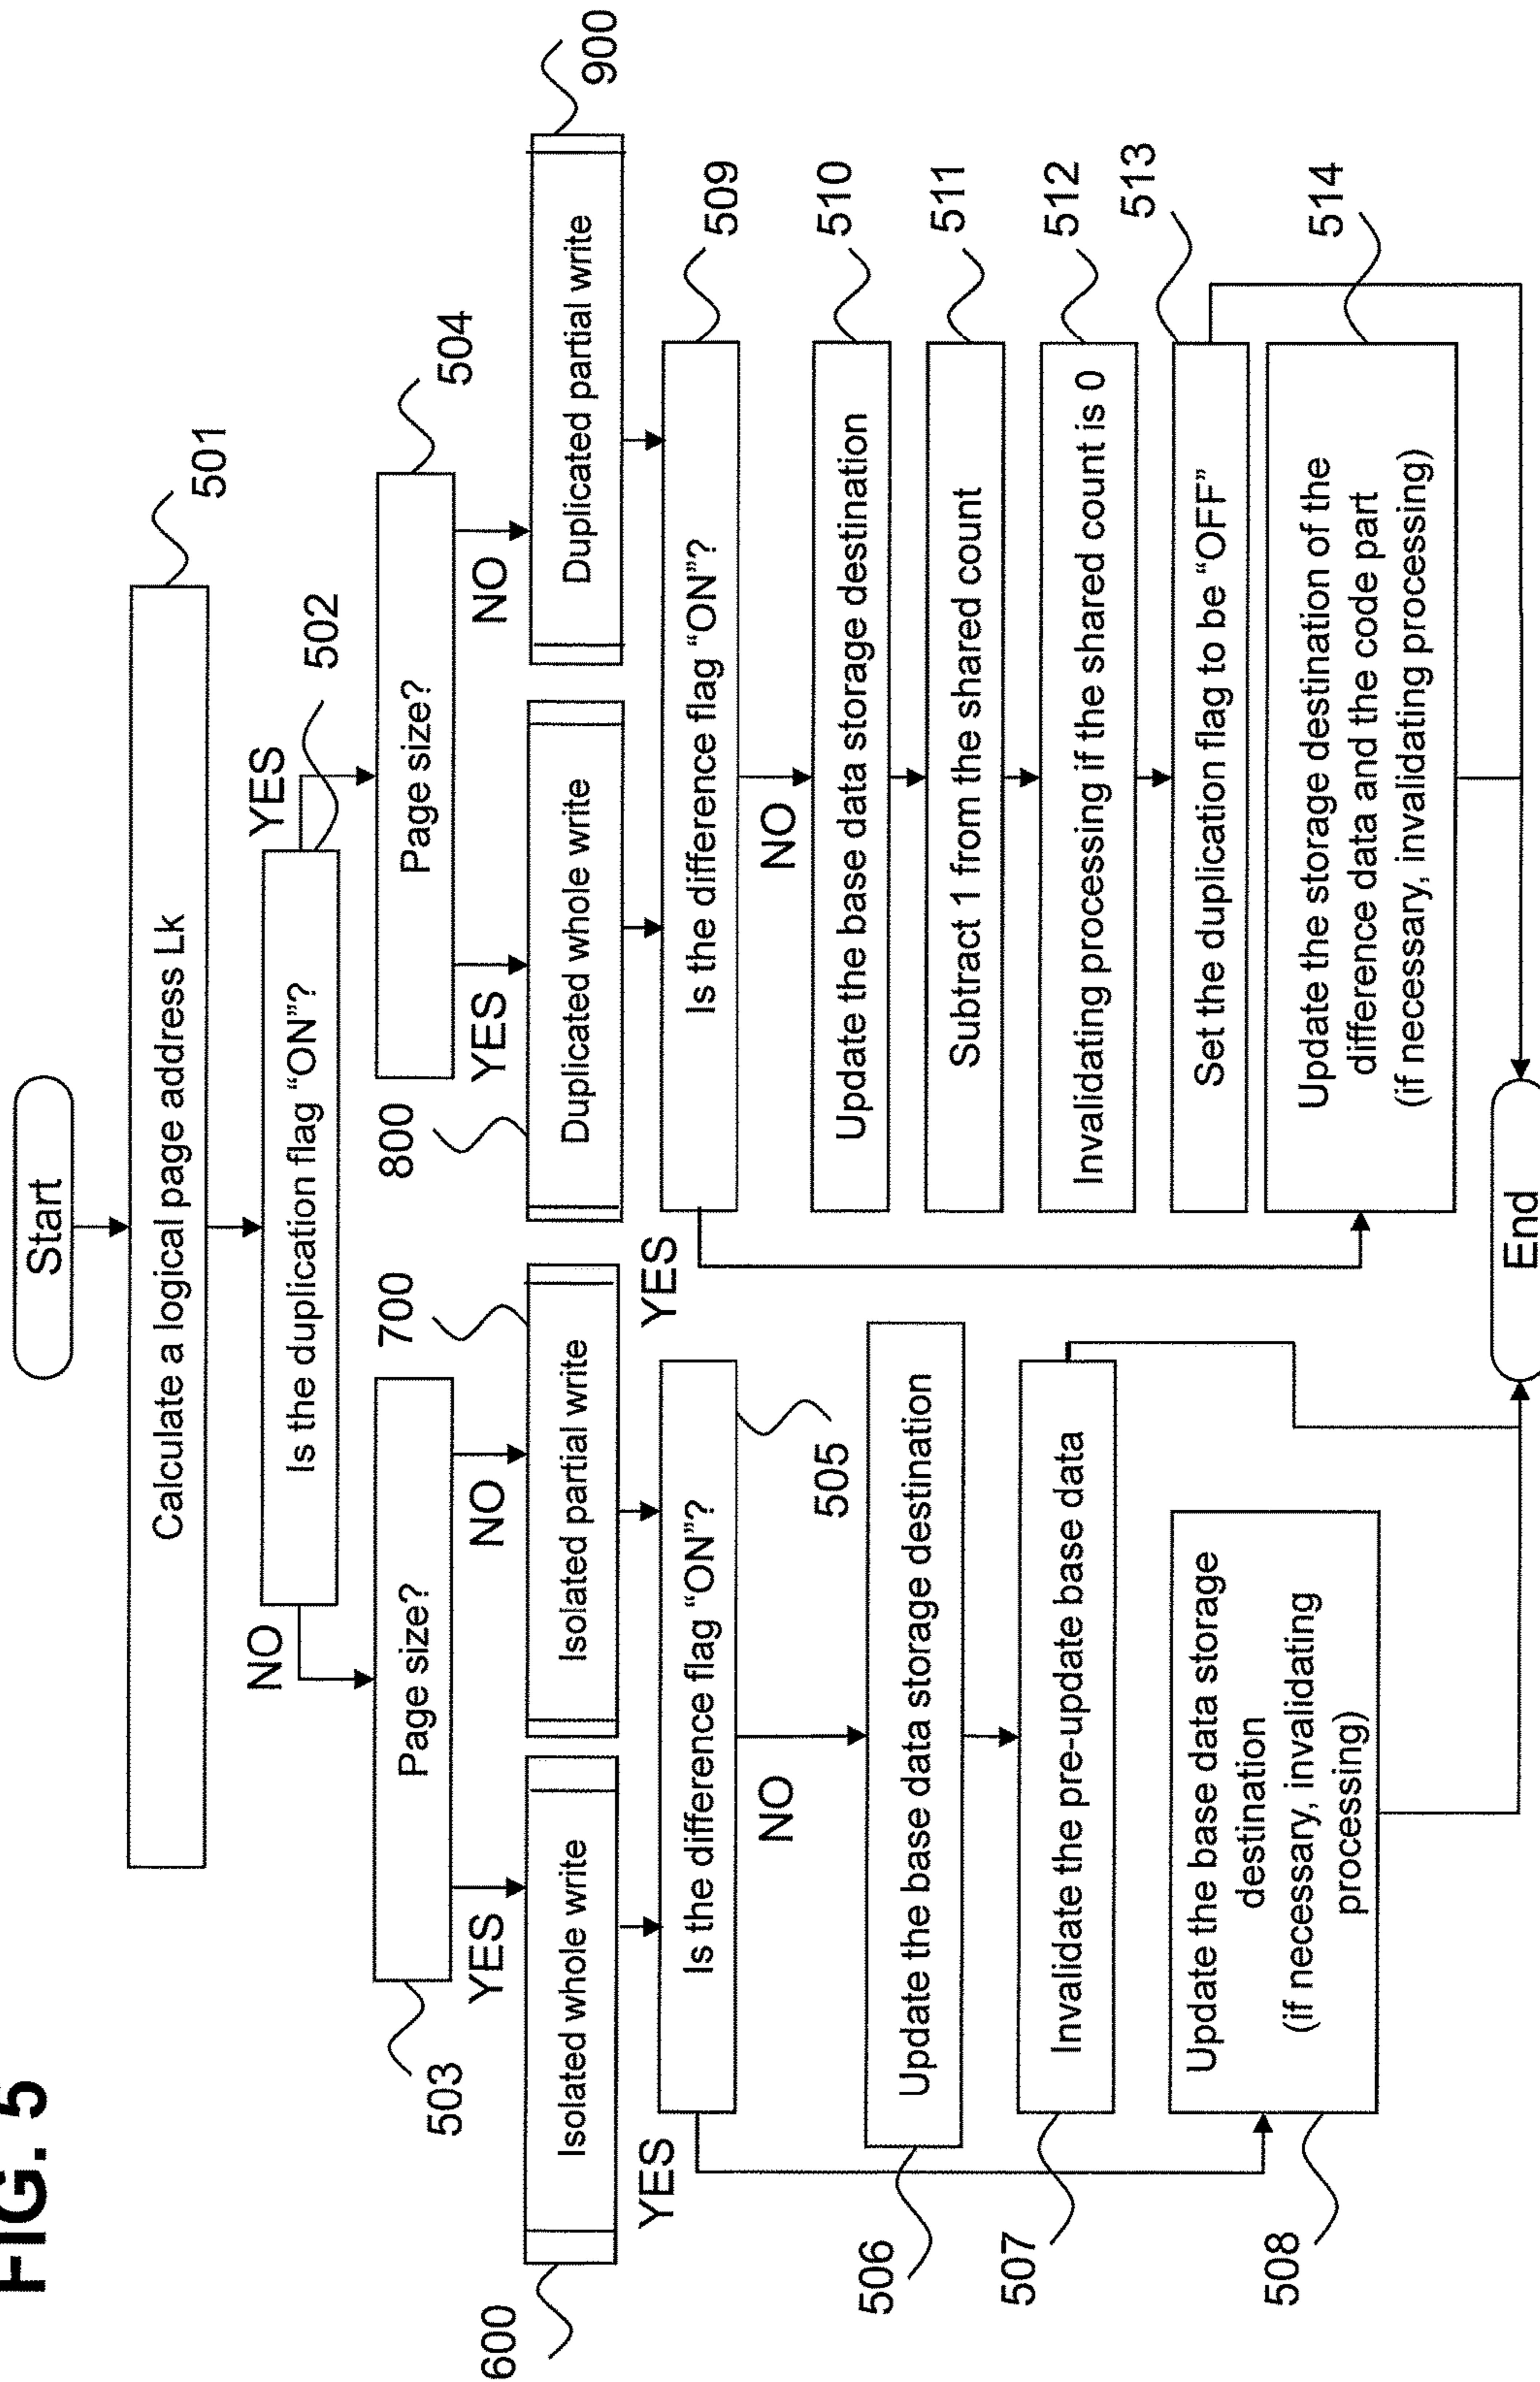 FIG. 5
Start
Calculate a logical page address Lk
501
Is the duplication flag “ON”?
502
NO
YES
Page size?
503
Page size?
504
YES
NO
YES
NO
600
Isolated whole write
Isolated partial write
700
800
Duplicated whole write
Duplicated partial write
900
YES
Is the difference flag “ON”?
505
NO
YES
Is the difference flag “ON”?
509
NO
506
Update the base data storage destination
507
Invalidate the pre-update base data
508
Update the base data storage
destination
(if necessary, invalidating
processing)
Update the base data storage destination
510
Subtract 1 from the shared count
511
Invalidating processing if the shared count is 0
512
Set the duplication flag to be “OFF”
513
Update the storage destination of the
difference data and the code part
(if necessary, invalidating processing)
514
End